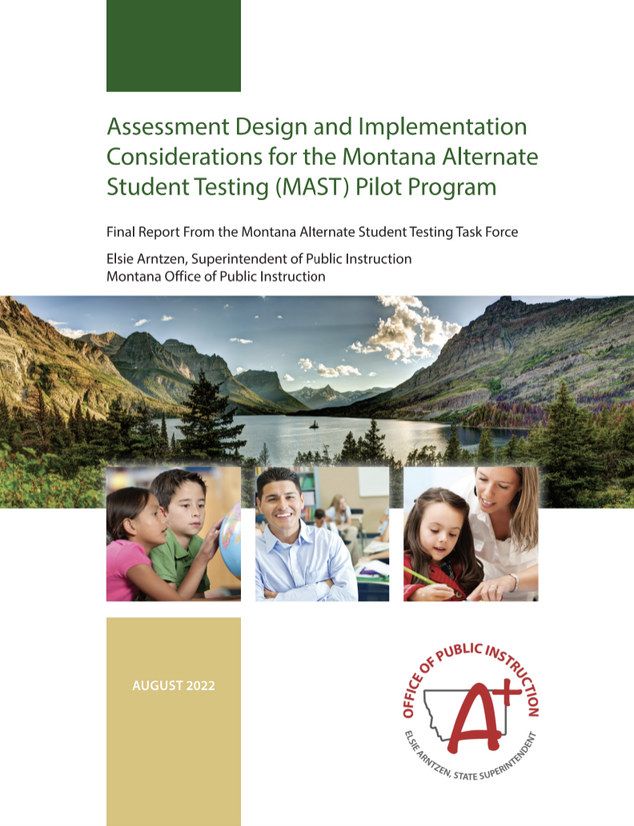 Assessment Design and Implementation
Considerations for the Montana Alternate
Student Testing (MAST) Pilot Program
Final Report From the Montana Alternate Student Testing Task Force
Elsie Arntzen, Superintendent of Public Instruction
Montana Office of Public Instruction
AUGUST 2022
OFFICE OF PUBLIC INSTRUCTION
A+
ELSIE ARNTZEN, STATE SUPERINTENDENT